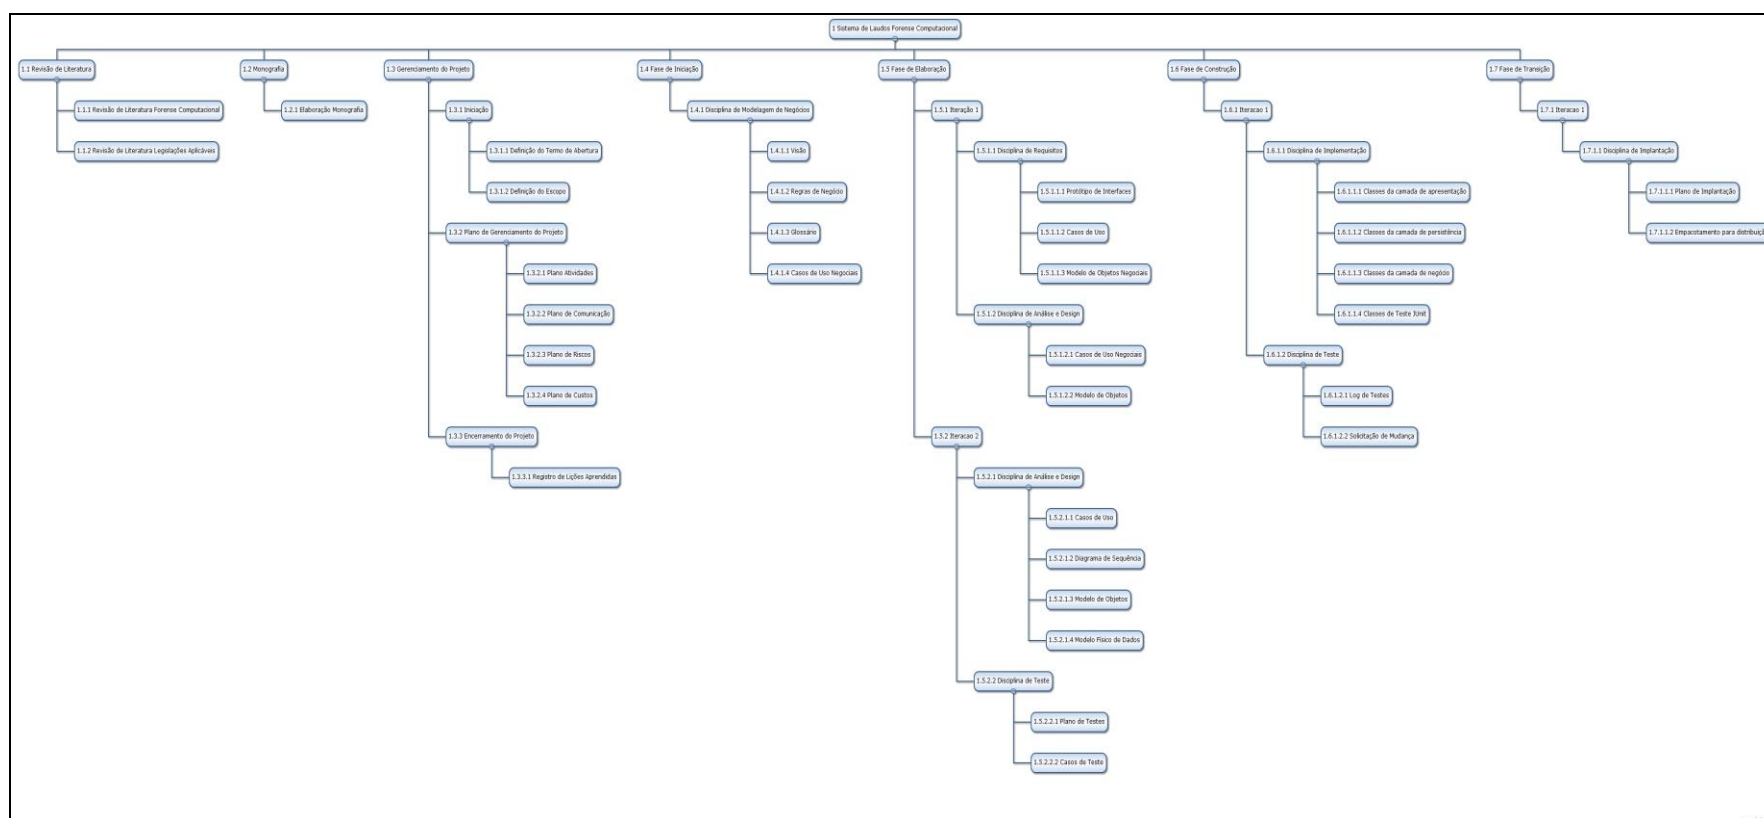 1 Sistema de Laudos Forense Computacional
1.1 Revisão de Literatura
1.1.1 Revisão de Literatura Forense Computacional
1.1.2 Revisão de Literatura Legislações Aplicáveis
1.2 Monografia
1.2.1 Elaboração Monografia
1.3 Gerenciamento do Projeto
1.3.1 Iniciação
1.3.1.1 Definição do Termo de Abertura
1.3.1.2 Definição do Escopo
1.3.2 Plano de Gerenciamento do Projeto
1.3.2.1 Plano Atividades
1.3.2.2 Plano de Comunicação
1.3.2.3 Plano de Riscos
1.3.2.4 Plano de Custos
1.3.3 Encerramento do Projeto
1.3.3.1 Registro de Lições Aprendidas
1.4 Fase de Iniciação
1.4.1 Disciplina de Modelagem de Negócios
1.4.1.1 Visão
1.4.1.2 Regras de Negócio
1.4.1.3 Glossário
1.4.1.4 Casos de Uso Negociais
1.5 Fase de Elaboração
1.5.1 Iteração 1
1.5.1.1 Disciplina de Requisitos
1.5.1.1.1 Protótipo de Interfaces
1.5.1.1.2 Casos de Uso
1.5.1.1.3 Modelo de Objetos Negociais
1.5.1.2 Disciplina de Análise e Design
1.5.1.2.1 Casos de Uso Negociais
1.5.1.2.2 Modelo de Objetos
1.5.2 Iteracao 2
1.5.2.1 Disciplina de Análise e Design
1.5.2.1.1 Casos de Uso
1.5.2.1.2 Diagrama de Sequência
1.5.2.1.3 Modelo de Objetos
1.5.2.1.4 Modelo Físico de Dados
1.5.2.2 Disciplina de Teste
1.5.2.2.1 Plano de Testes
1.5.2.2.2 Casos de Teste
1.6 Fase de Construção
1.6.1 Iteracao 1
1.6.1.1 Disciplina de Implementação
1.6.1.1.1 Classes da camada de apresentação
1.6.1.1.2 Classes da camada de persistência
1.6.1.1.3 Classes da camada de negócio
1.6.1.1.4 Classes de Teste JUnit
1.6.1.2 Disciplina de Teste
1.6.1.2.1 Log de Testes
1.6.1.2.2 Solicitação de Mudança
1.7 Fase de Transição
1.7.1 Iteracao 1
1.7.1.1 Disciplina de Implantação
1.7.1.1.1 Plano de Implantação
1.7.1.1.2 Empacotamento para